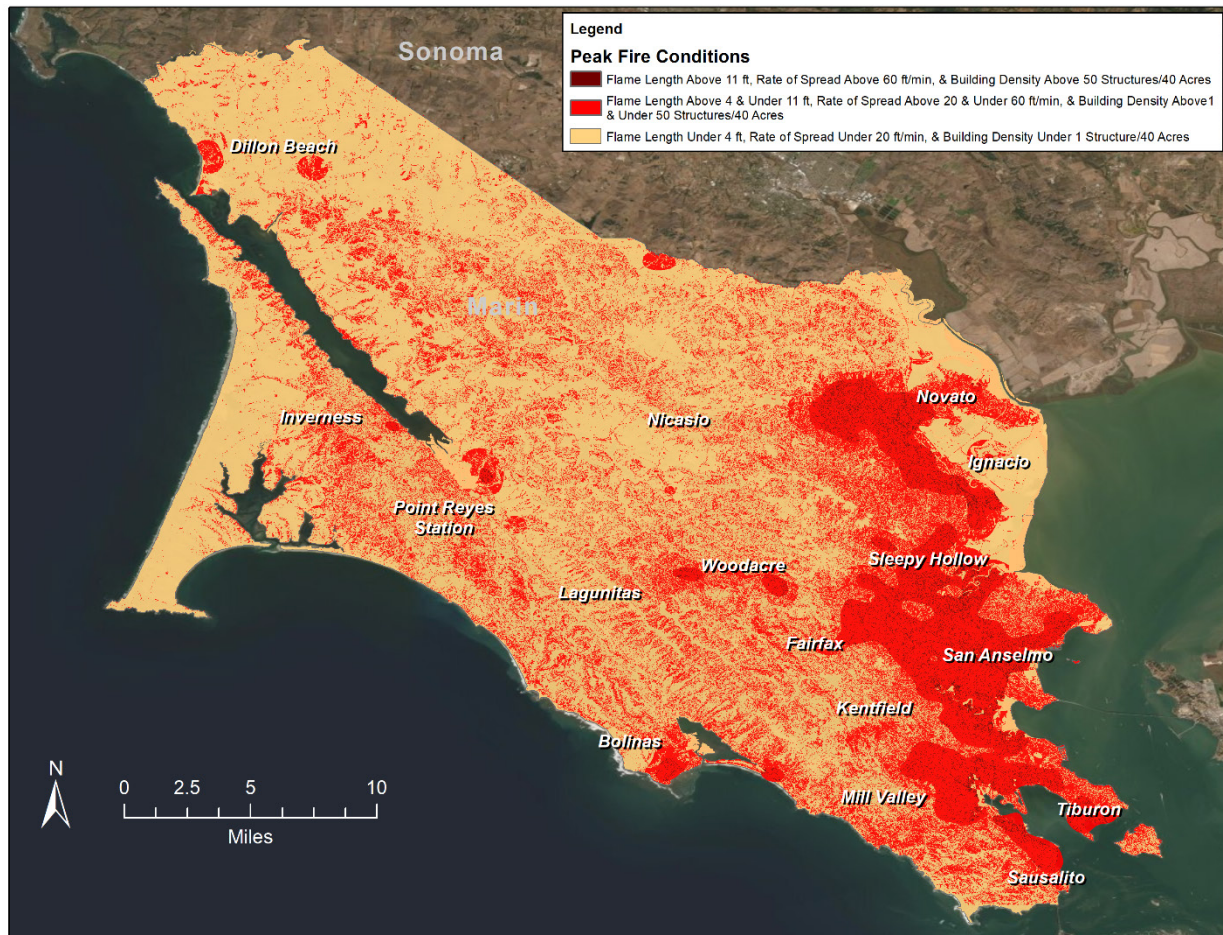 Legend
Peak Fire Conditions
Flame Length Above 11 ft, Rate of Spread Above 60 ft/min, & Building Density Above 50 Structures/40 Acres
Flame Length Above 4 & Under 11 ft, Rate of Spread Above 20 & Under 60 ft/min, & Building Density Above1
& Under 50 Structures/40 Acres
Flame Length Under 4 ft, Rate of Spread Under 20 ft/min, & Building Density Under 1 Structure/40 Acres
Sonoma
Dillon Beach
Marin
Novato
Inverness
Nicasio
Ignacio
Point Reyes
Station
Sleepy Hollow
Woodacre
Lagunitas
Fairfax
San Anselmo
Kentfield
Bolinas
Mill Valley
Tiburon
Sausalito
N
0 2.5 5 10
Miles